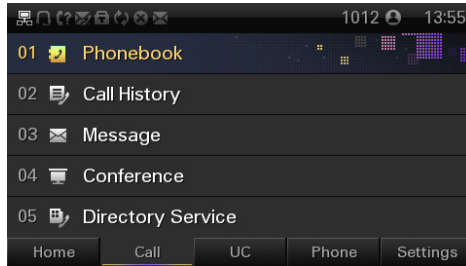 1012 13:55
01 Phonebook
02 Call History
03 Message
04 Conference
05 Directory Service
Home Call UC Phone Settings